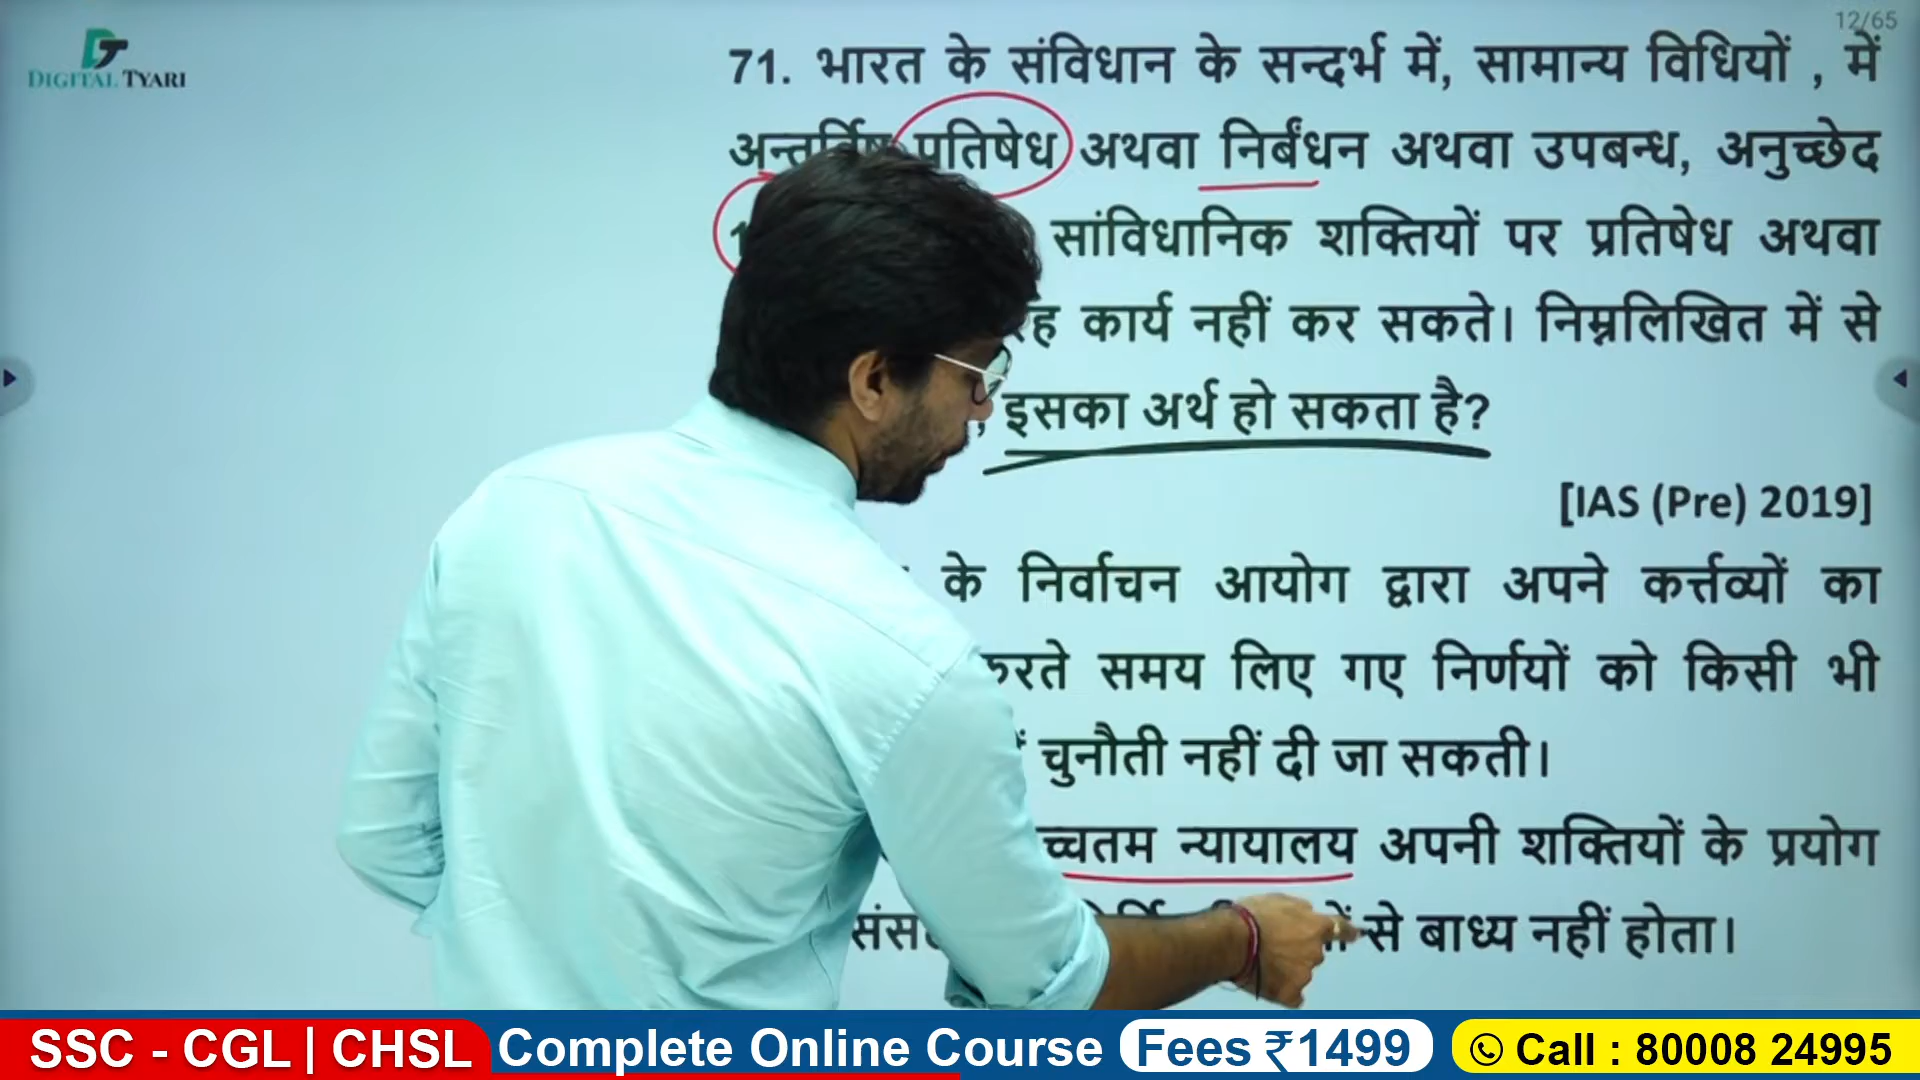 12/65
DIGITAL TYARI
71. भारत के संविधान के सन्दर्भ में, सामान्य विधियों , में
प्रतिषेध अथवा निर्बंधन अथवा उपबन्ध, अनुच्छेद
सांविधानिक शक्तियों पर प्रतिषेध अथवा
कार्य नहीं कर सकते। निम्नलिखित में से
इसका अर्थ हो सकता है?
[IAS (Pre) 2019]
के निर्वाचन आयोग द्वारा अपने कर्त्तव्यों का
समय लिए गए निर्णयों को किसी भी
चुनौती नहीं दी जा सकती।
न्यायालय अपनी शक्तियों के प्रयोग
से बाध्य नहीं होता।
SSC - CGL | CHSL Complete Online Course Fees ₹1499 Call : 80008 24995